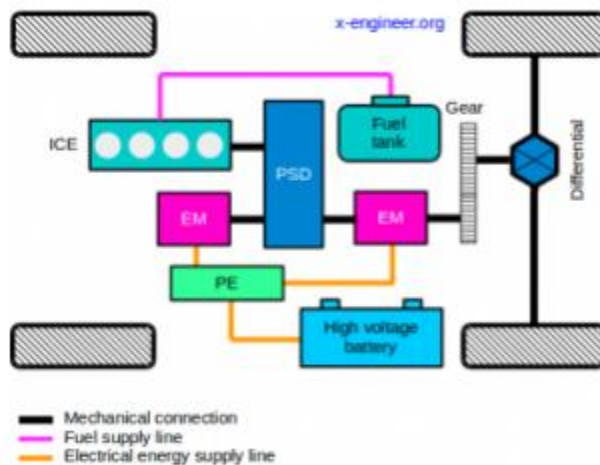 x-engineer.org
Gear
ICE
Fuel
tank
PSD
Differential
EM
EM
PE
High voltage
battery
Mechanical connection
Fuel supply line
Electrical energy supply line